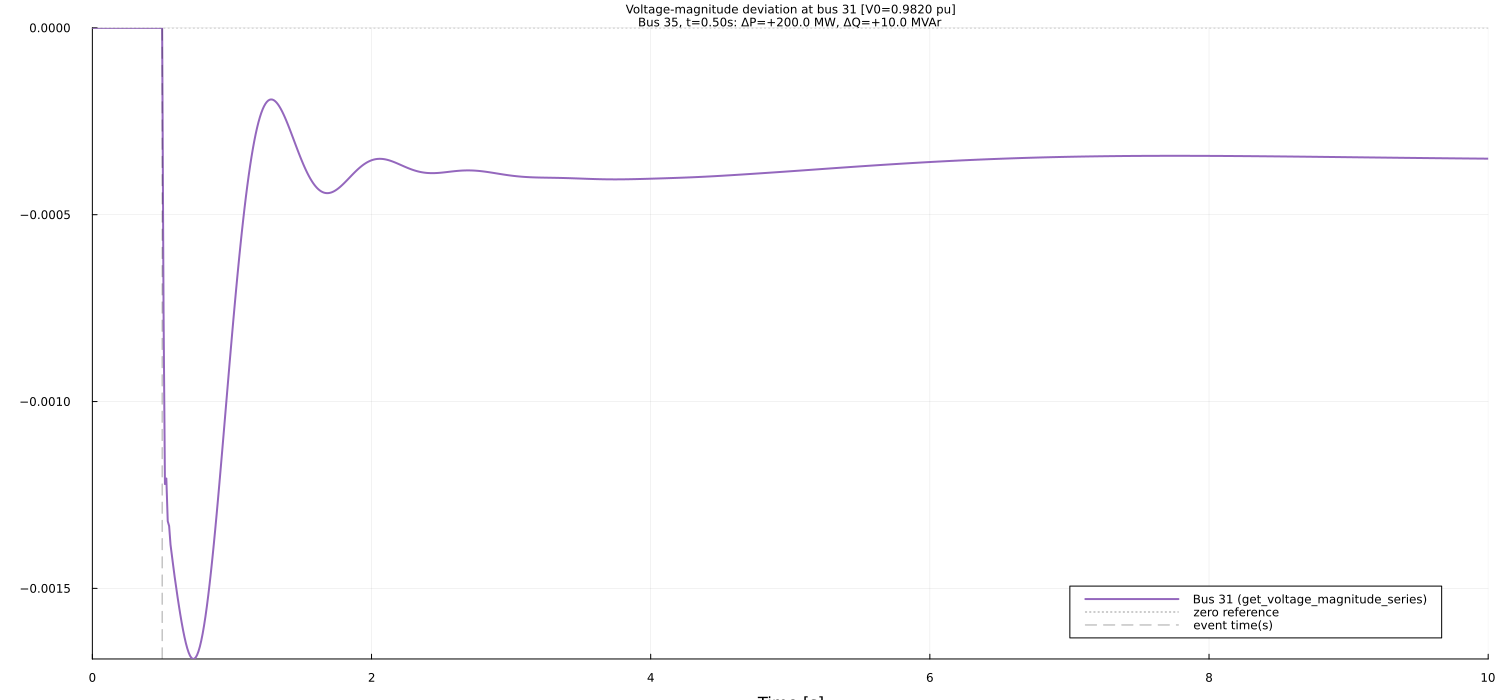 Voltage-magnitude deviation at bus 31 [V0=0.9820 pu]
Bus 35, t=0.50s: ΔP=+200.0 MW, ΔQ=+10.0 MVAr
0.0000
−0.0005
−0.0010
−0.0015
Bus 31 (get_voltage_magnitude_series)
zero reference
event time(s)
0 2 4 6 8 10
Time [s]